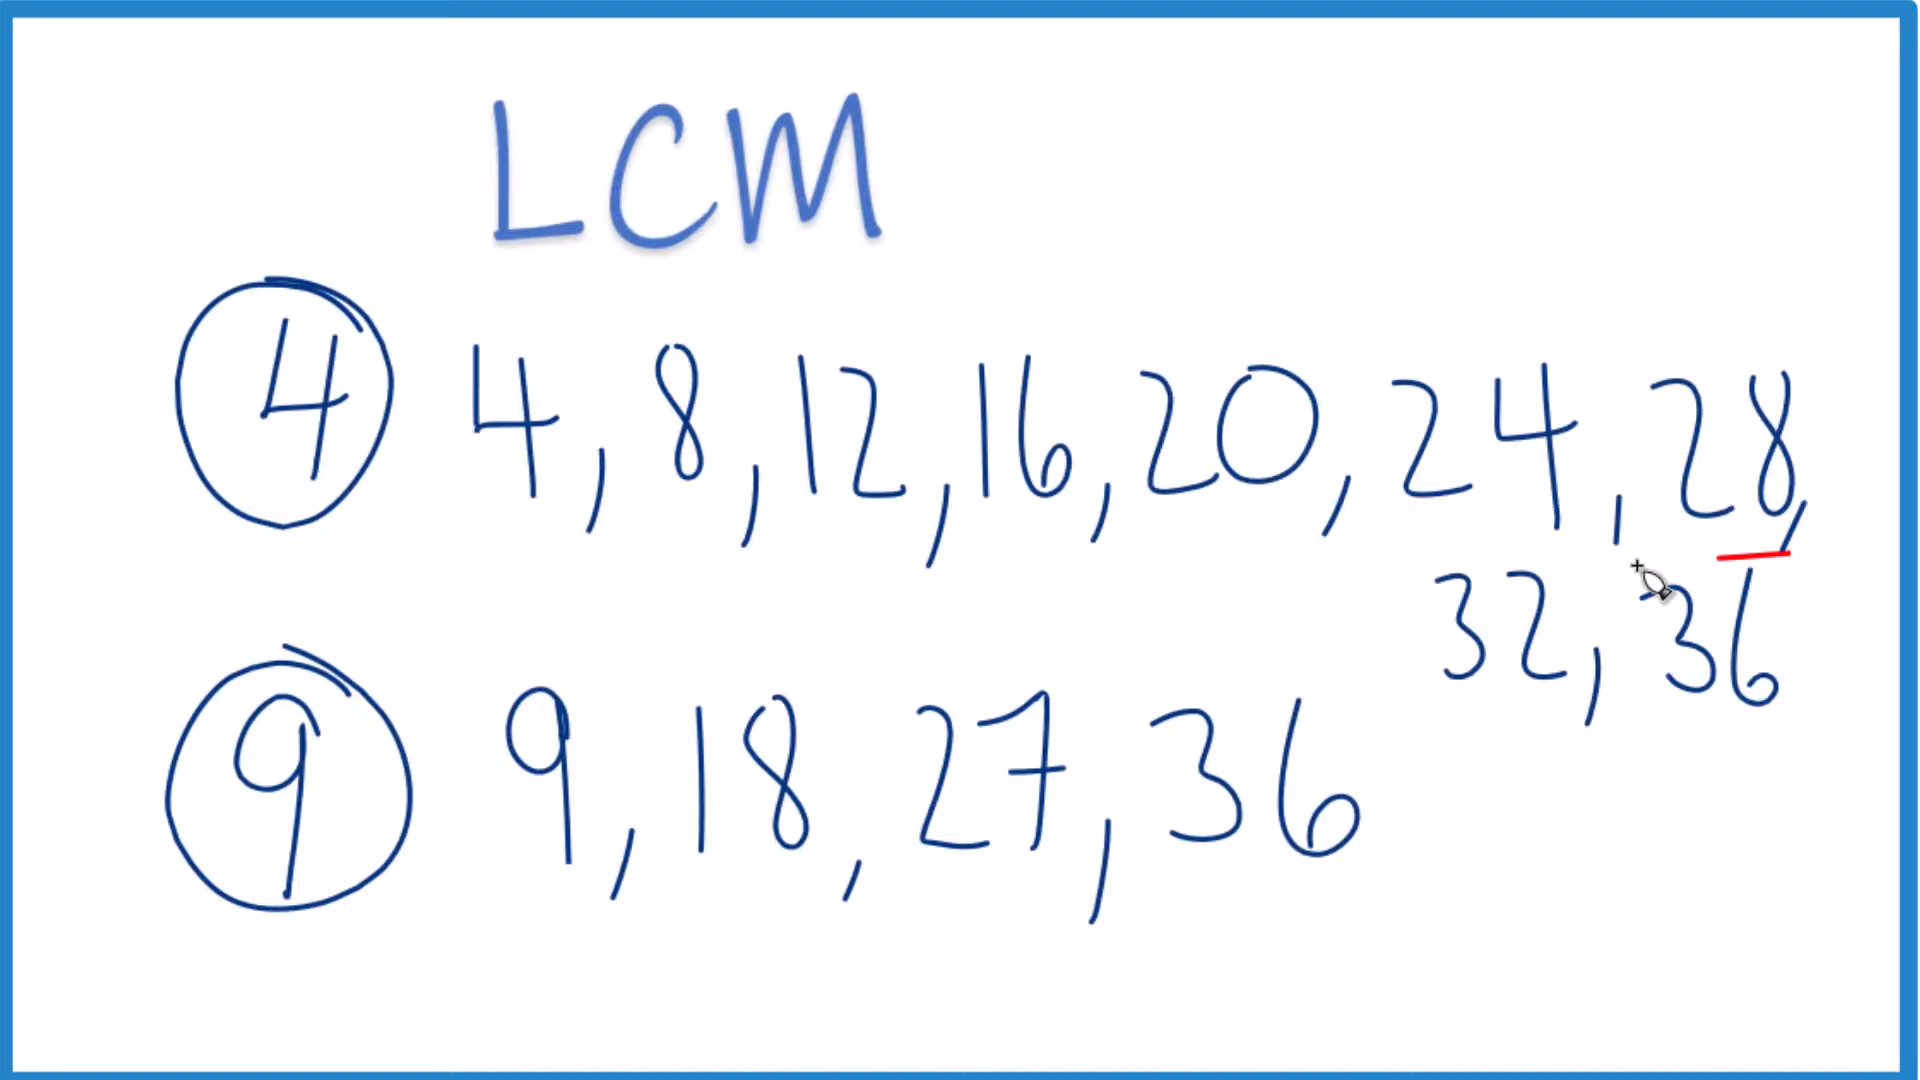 LCM
4 4, 8, 12, 16, 20, 24, 28,
32, 36
9 9, 18, 27, 36